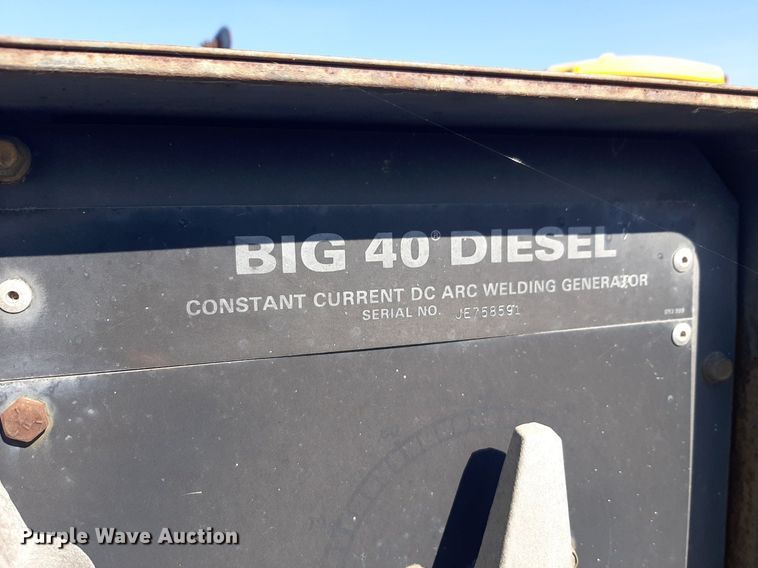 BIG 40® DIESEL
CONSTANT CURRENT DC ARC WELDING GENERATOR
SERIAL NO. JE758591
Purple Wave Auction®